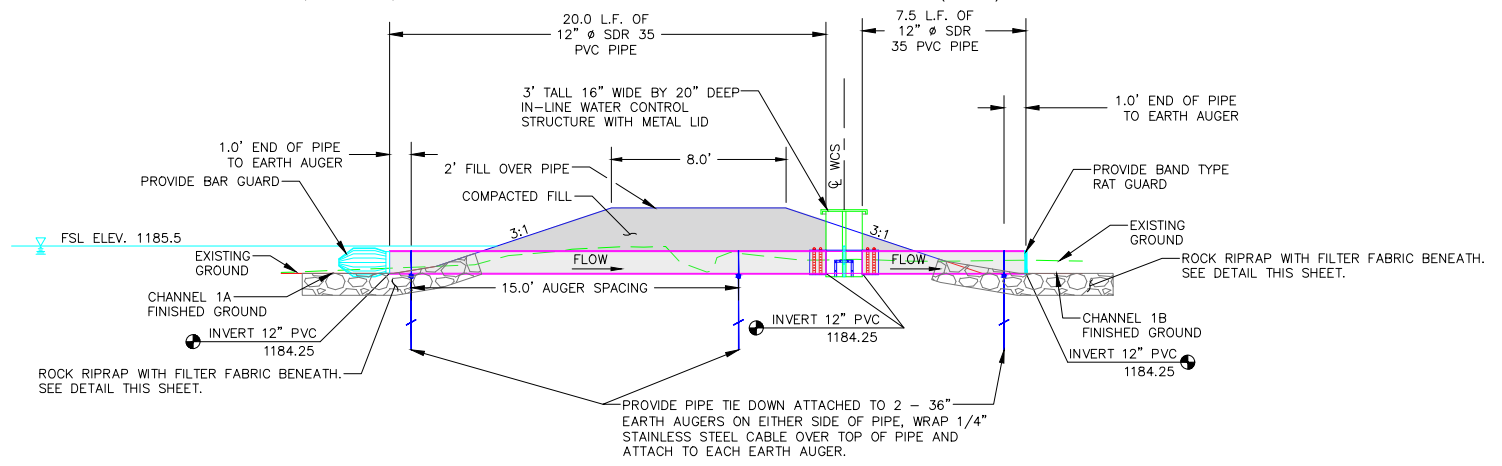 20.0 L.F. OF
12" ø SDR 35
PVC PIPE
7.5 L.F. OF
12" ø SDR
35 PVC PIPE
3' TALL 16" WIDE BY 20" DEEP
IN-LINE WATER CONTROL
STRUCTURE WITH METAL LID
1.0' END OF PIPE
TO EARTH AUGER
1.0' END OF PIPE
TO EARTH AUGER
8.0'
℄ WCS
2' FILL OVER PIPE
PROVIDE BAR GUARD
COMPACTED FILL
PROVIDE BAND TYPE
RAT GUARD
3:1
3:1
FSL ELEV. 1185.5
EXISTING
GROUND
EXISTING
GROUND
FLOW
FLOW
ROCK RIPRAP WITH FILTER FABRIC BENEATH.
SEE DETAIL THIS SHEET.
15.0' AUGER SPACING
CHANNEL 1A
FINISHED GROUND
CHANNEL 1B
FINISHED GROUND
INVERT 12" PVC
1184.25
INVERT 12" PVC
1184.25
INVERT 12" PVC
1184.25
ROCK RIPRAP WITH FILTER FABRIC BENEATH.
SEE DETAIL THIS SHEET.
PROVIDE PIPE TIE DOWN ATTACHED TO 2 - 36"
EARTH AUGERS ON EITHER SIDE OF PIPE, WRAP 1/4"
STAINLESS STEEL CABLE OVER TOP OF PIPE AND
ATTACH TO EACH EARTH AUGER.